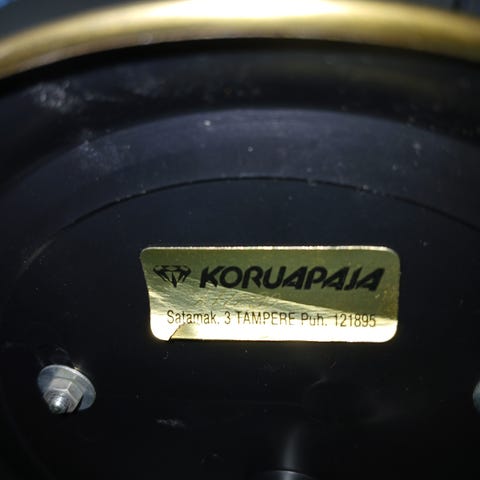 KORUAPAJA
Satamak. 3 TAMPERE Puh. 121895